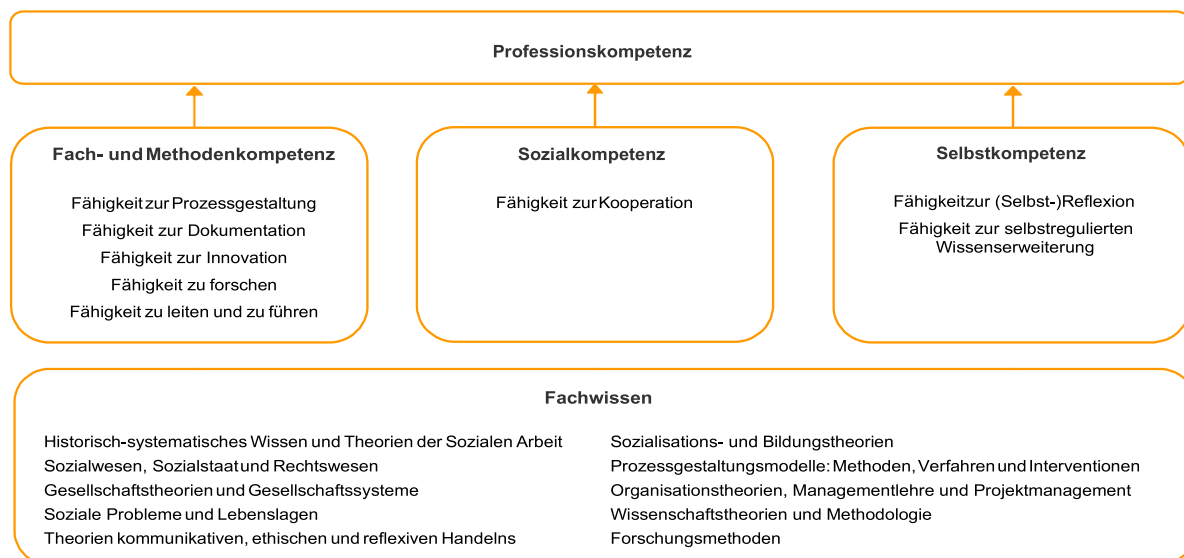 Professionskompetenz
Fach- und Methodenkompetenz
Fähigkeit zur Prozessgestaltung
Fähigkeit zur Dokumentation
Fähigkeit zur Innovation
Fähigkeit zu forschen
Fähigkeit zu leiten und zu führen
Sozialkompetenz
Fähigkeit zur Kooperation
Selbstkompetenz
Fähigkeitzur (Selbst-)Reflexion
Fähigkeit zur selbstregulierten
Wissenserweiterung
Fachwissen
Historisch-systematisches Wissen und Theorien der Sozialen Arbeit
Sozialwesen, Sozialstaat und Rechtswesen
Gesellschaftstheorien und Gesellschaftssysteme
Soziale Probleme und Lebenslagen
Theorien kommunikativen, ethischen und reflexiven Handelns
Sozialisations- und Bildungstheorien
Prozessgestaltungsmodelle: Methoden, Verfahren und Interventionen
Organisationstheorien, Managementlehre und Projektmanagement
Wissenschaftstheorien und Methodologie
Forschungsmethoden